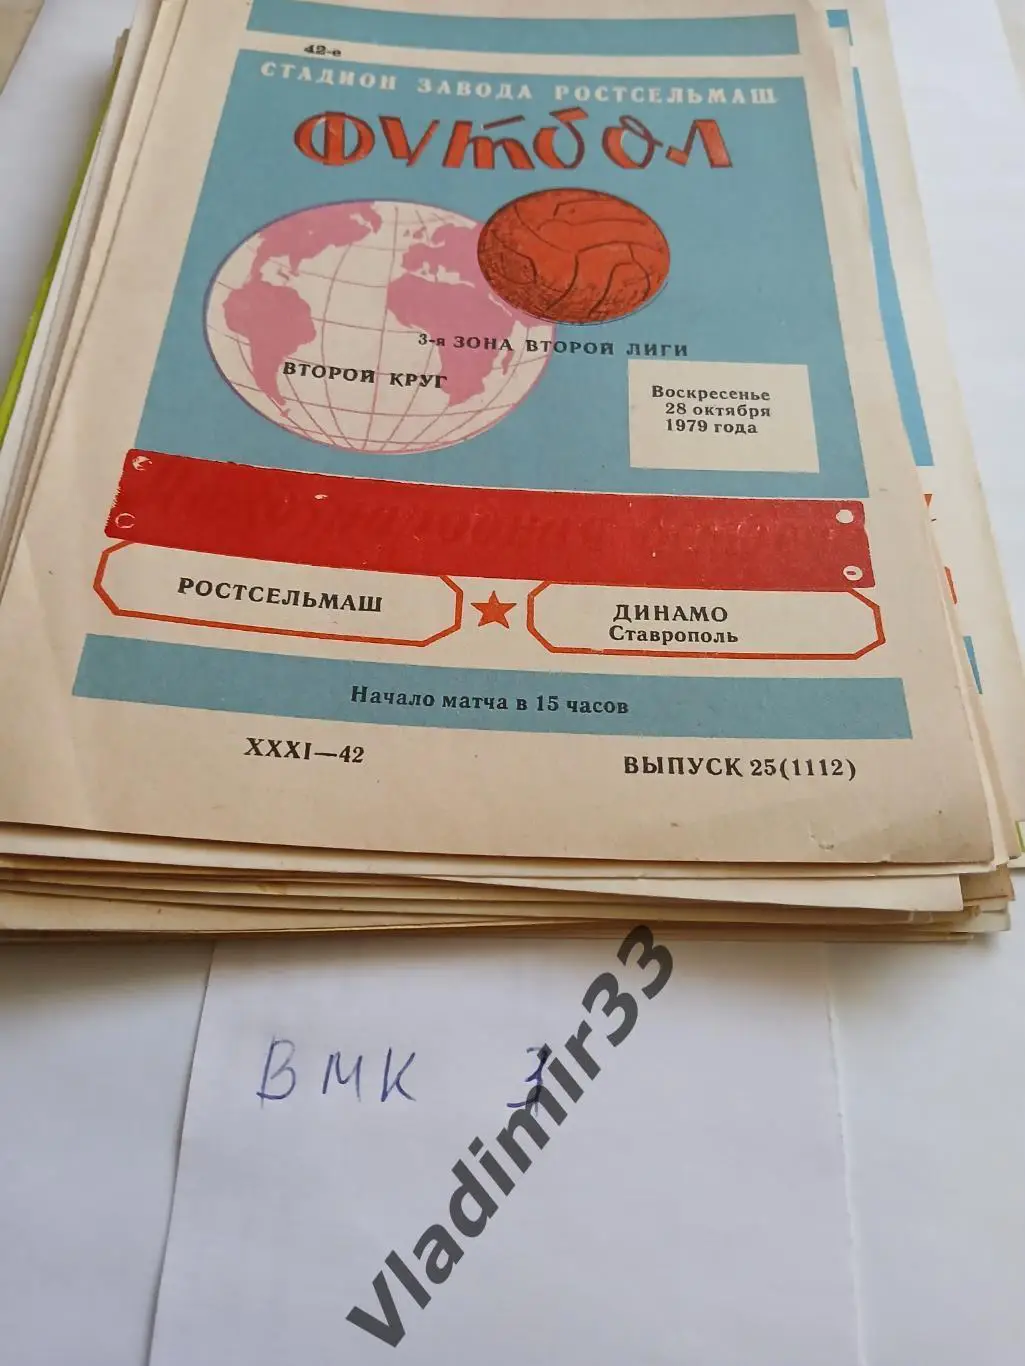 42-е
СТАДИОН ЗАВОДА РОСТСЕЛЬМАШ
ФУТБОЛ
3-я ЗОНА ВТОРОЙ ЛИГИ
ВТОРОЙ КРУГ
Воскресенье
28 октября
1979 года
РОСТСЕЛЬМАШ
ДИНАМО
Ставрополь
Начало матча в 15 часов
XXXI—42
ВЫПУСК 25(1112)
ВМК
Vladimir33